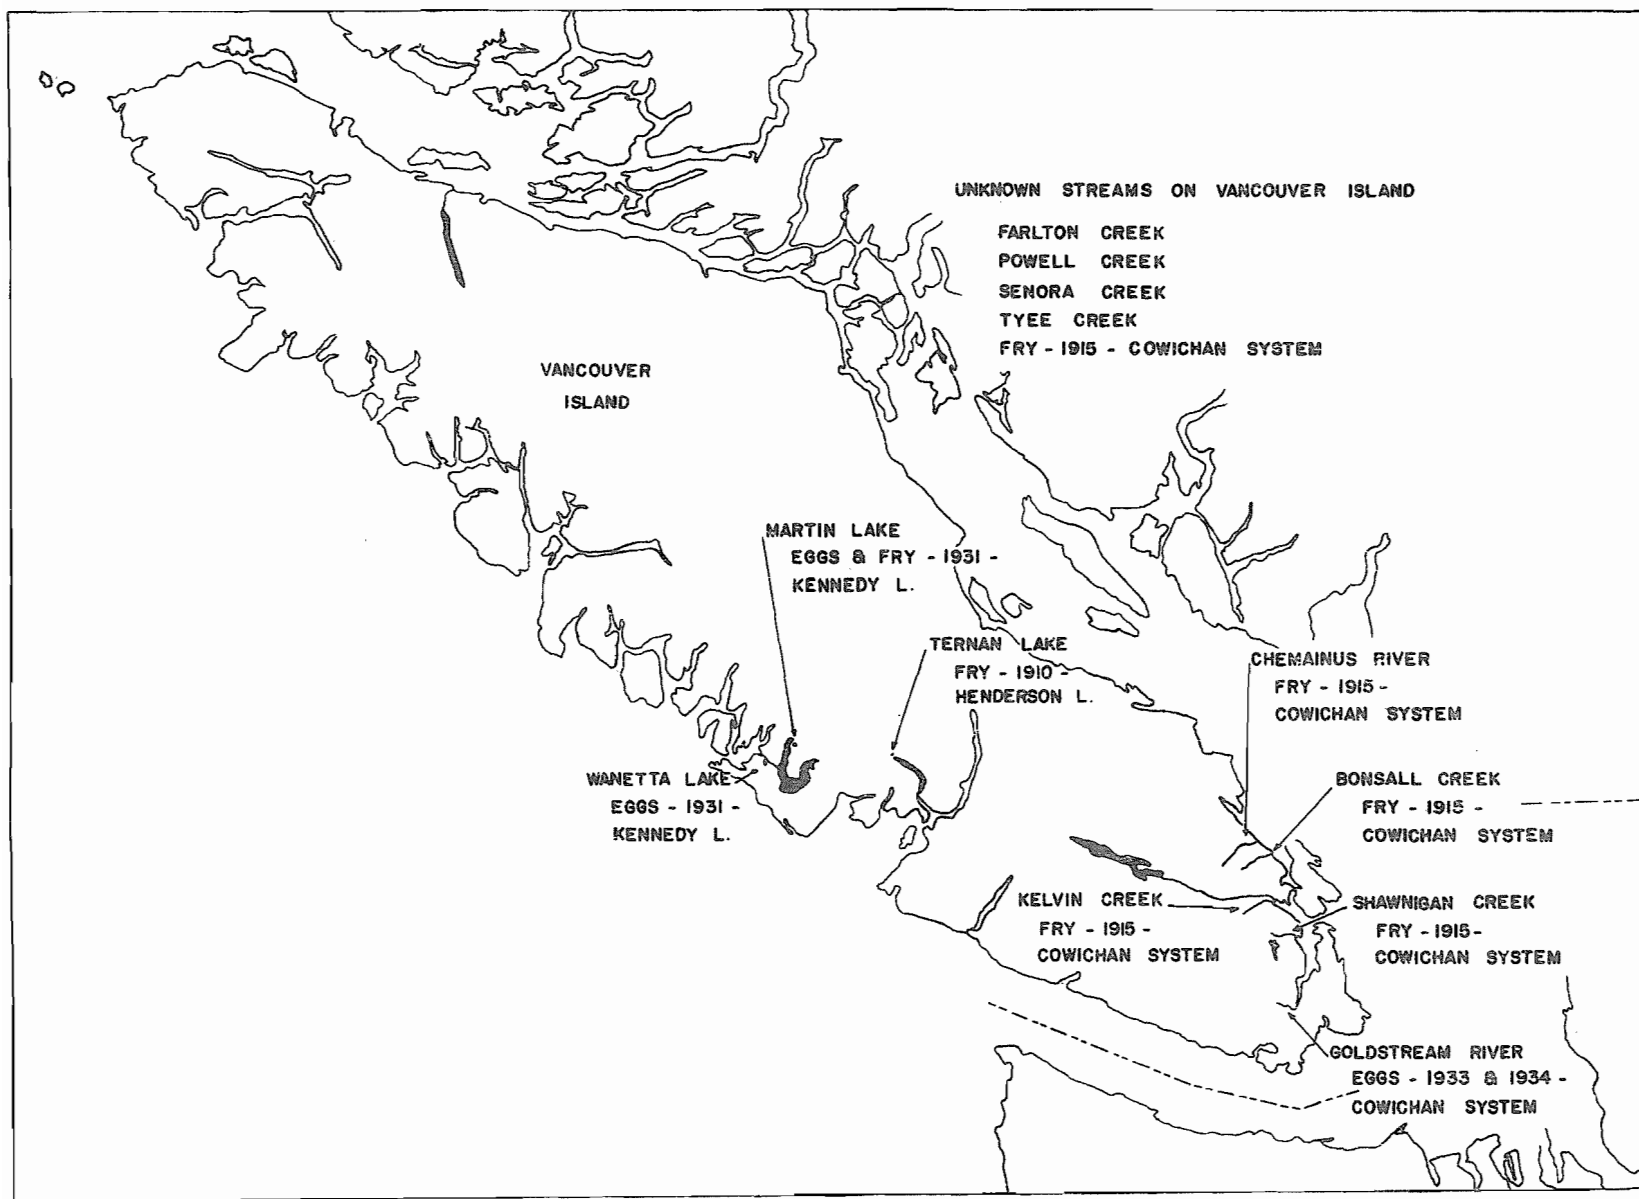 UNKNOWN STREAMS ON VANCOUVER ISLAND
FARLTON CREEK
POWELL CREEK
SENORA CREEK
TYEE CREEK
FRY - 1915 - COWICHAN SYSTEM
VANCOUVER
ISLAND
MARTIN LAKE
EGGS & FRY - 1931 -
KENNEDY L.
TERNAN LAKE
FRY - 1910 -
HENDERSON L.
CHEMAINUS RIVER
FRY - 1915 -
COWICHAN SYSTEM
WANETTA LAKE
EGGS - 1931 -
KENNEDY L.
BONSALL CREEK
FRY - 1915 -
COWICHAN SYSTEM
KELVIN CREEK
FRY - 1915 -
COWICHAN SYSTEM
SHAWNIGAN CREEK
FRY - 1915 -
COWICHAN SYSTEM
GOLDSTREAM RIVER
EGGS - 1933 & 1934 -
COWICHAN SYSTEM